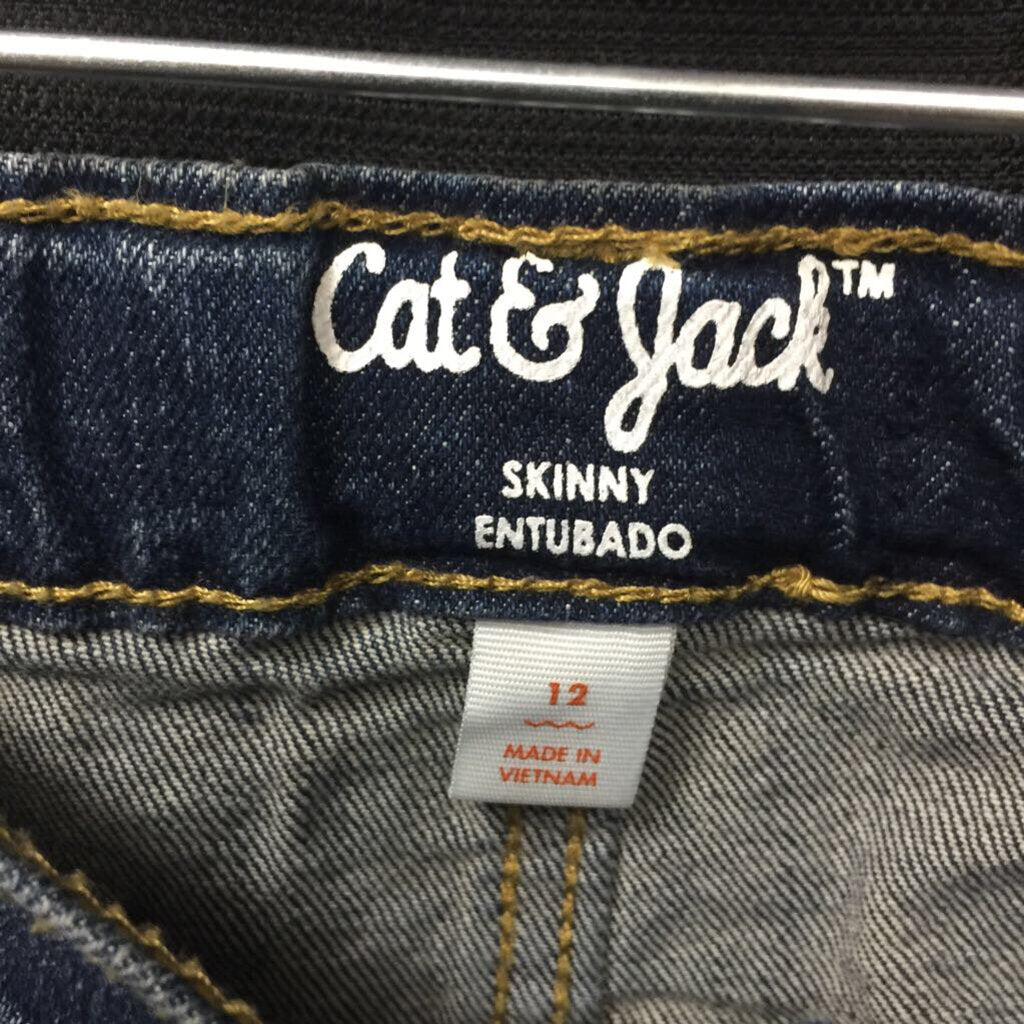 Cat & Jack™
SKINNY
ENTUBADO
12
MADE IN
VIETNAM